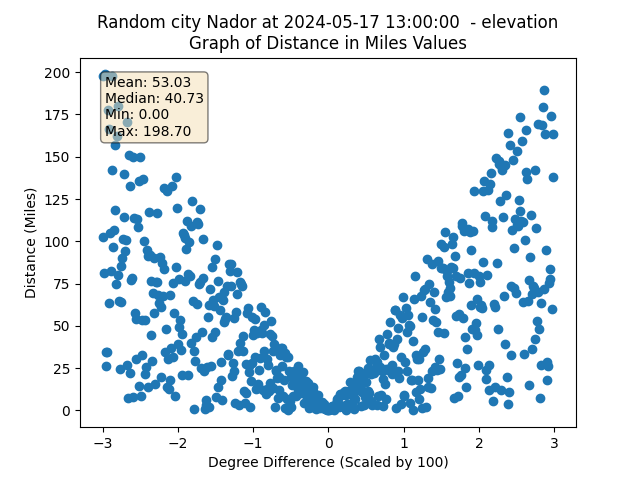 Random city Nador at 2024-05-17 13:00:00 - elevation
Graph of Distance in Miles Values
200
175
150
125
100
75
50
25
0
Distance (Miles)
Mean: 53.03
Median: 40.73
Min: 0.00
Max: 198.70
−3
−2
−1
0
1
2
3
Degree Difference (Scaled by 100)